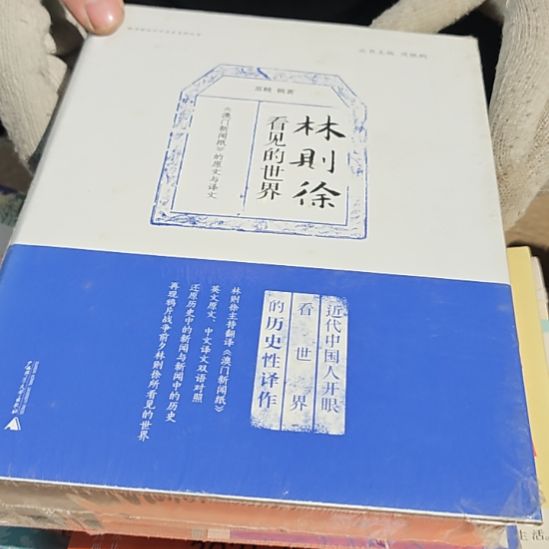 苏精 辑著
林则徐
看见的世界
《澳门新闻纸》的原文与译文
近代中国人开眼
看世界
的历史性译作
林则徐主持翻译《澳门新闻纸》
英文原文、中文译文双语对照
还原历史中的新闻与新闻中的历史
再现鸦片战争前夕林则徐所看见的世界
生活